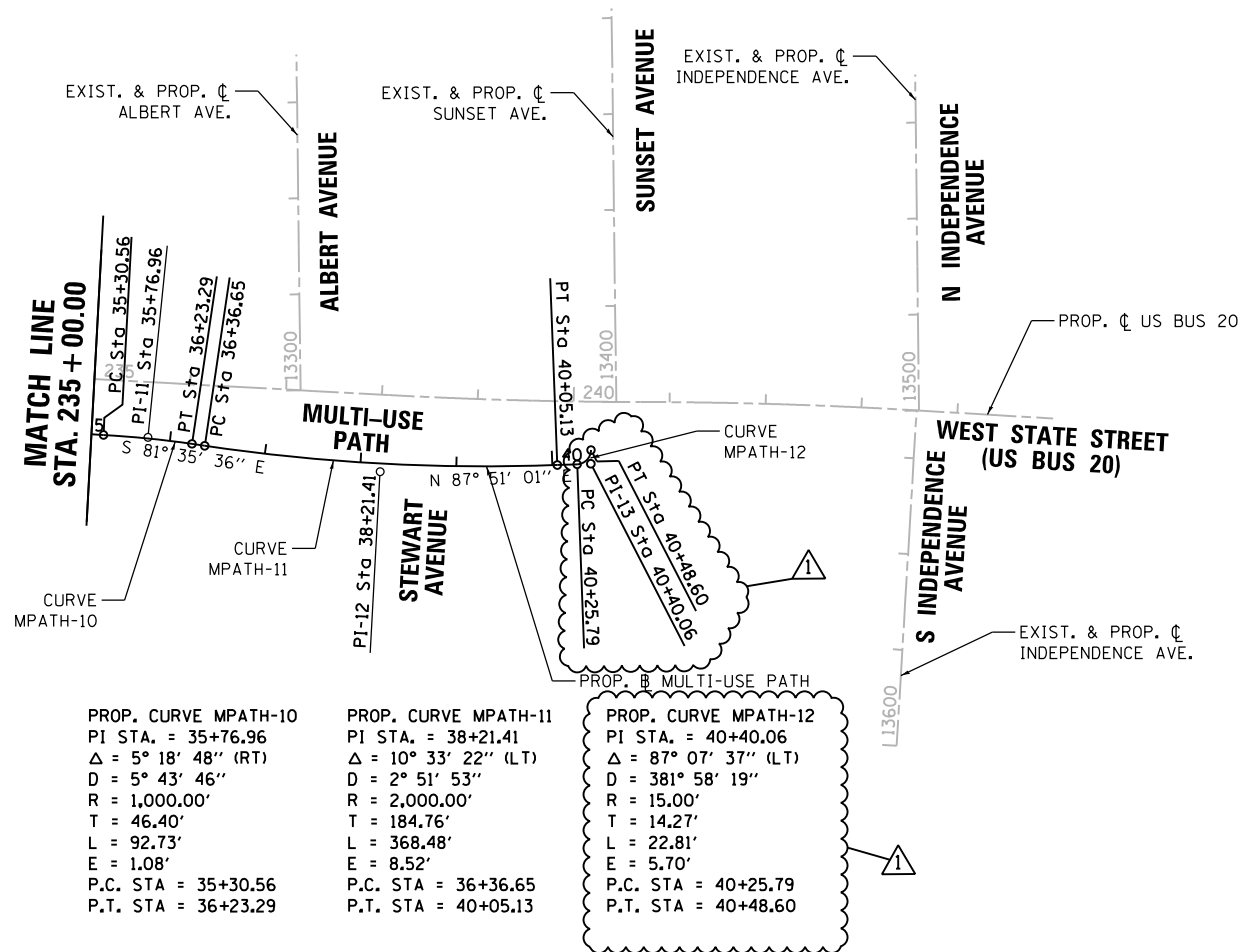 EXIST. & PROP. ℄
ALBERT AVE.
EXIST. & PROP. ℄
SUNSET AVE.
EXIST. & PROP. ℄
INDEPENDENCE AVE.
ALBERT AVENUE
SUNSET AVENUE
N INDEPENDENCE
AVENUE
MATCH LINE
STA. 235+00.00
235
PC Sta 35+30.56
PI-11 Sta 35+76.96
PT Sta 36+23.29
PC Sta 36+36.65
13300
PT Sta 40+05.13
13400
240
13500
PROP. ℄ US BUS 20
MULTI-USE
PATH
WEST STATE STREET
(US BUS 20)
5
S 81° 35' 36" E
N 87° 51' 01" E
CURVE
MPATH-12
CURVE
MPATH-11
CURVE
MPATH-10
PI-12 Sta 38+21.41
STEWART
AVENUE
PC Sta 40+25.79
PI-13 Sta 40+40.06
PT Sta 40+48.60
1
S INDEPENDENCE
AVENUE
EXIST. & PROP. ℄
INDEPENDENCE AVE.
13600
PROP. B MULTI-USE PATH
PROP. CURVE MPATH-10
PI STA. = 35+76.96
Δ = 5° 18' 48" (RT)
D = 5° 43' 46"
R = 1,000.00'
T = 46.40'
L = 92.73'
E = 1.08'
P.C. STA = 35+30.56
P.T. STA = 36+23.29
PROP. CURVE MPATH-11
PI STA. = 38+21.41
Δ = 10° 33' 22" (LT)
D = 2° 51' 53"
R = 2,000.00'
T = 184.76'
L = 368.48'
E = 8.52'
P.C. STA = 36+36.65
P.T. STA = 40+05.13
PROP. CURVE MPATH-12
PI STA. = 40+40.06
Δ = 87° 07' 37" (LT)
D = 381° 58' 19"
R = 15.00'
T = 14.27'
L = 22.81'
E = 5.70'
P.C. STA = 40+25.79
P.T. STA = 40+48.60
1